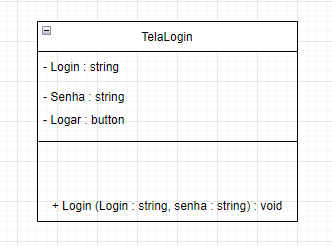 TelaLogin
- Login : string
- Senha : string
- Logar : button
+ Login (Login : string, senha : string) : void